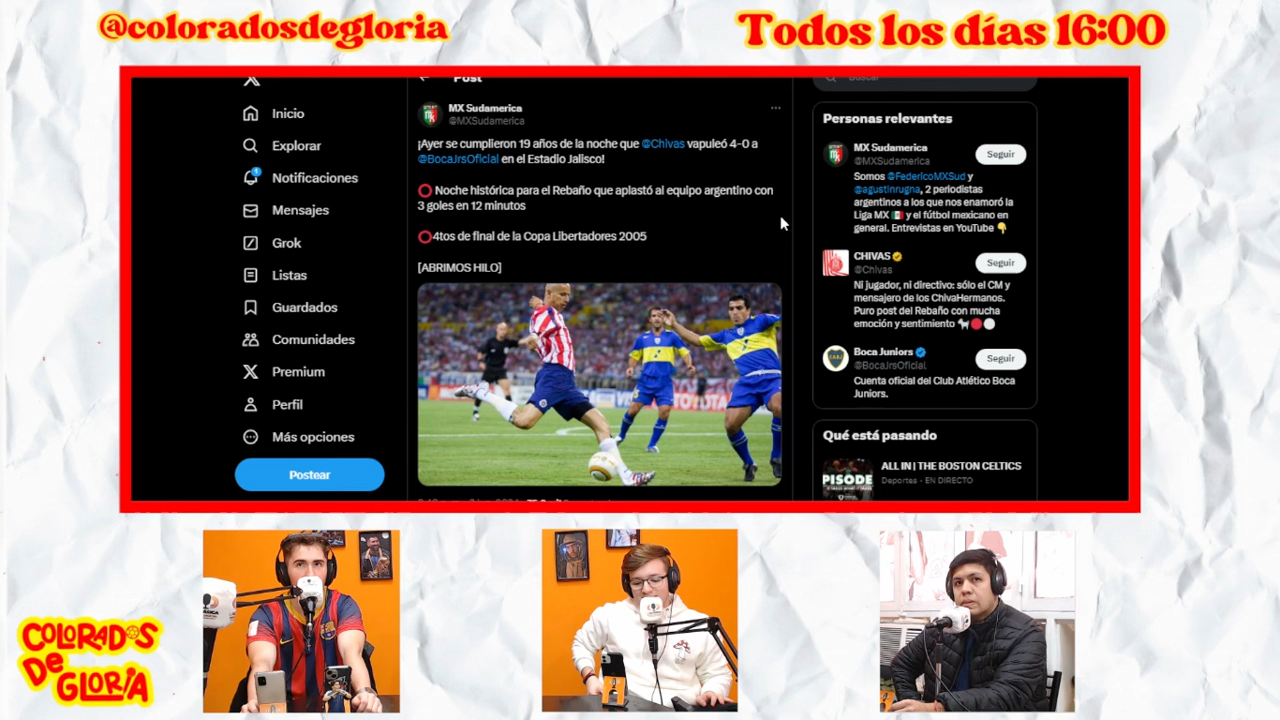 @coloradosdegloria
Todos los días 16:00
Post
Inicio
Explorar
Notificaciones
Mensajes
Grok
Listas
Guardados
Comunidades
Premium
Perfil
Más opciones
Postear
MX Sudamerica
@MXSudamerica
¡Ayer se cumplieron 19 años de la noche que @Chivas vapuleó 4-0 a
@BocaJrsOficial en el Estadio Jalisco!
⭕ Noche histórica para el Rebaño que aplastó al equipo argentino con
3 goles en 12 minutos
⭕4tos de final de la Copa Libertadores 2005
[ABRIMOS HILO]
TOYOTA
Buscar
Personas relevantes
MX Sudamerica
@MXSudamerica
Seguir
Somos @FedericoMXSud y
@agustinrugna, 2 periodistas
argentinos a los que nos enamoró la
Liga MX 🇲🇽 y el fútbol mexicano en
general. Entrevistas en YouTube 👇
CHIVAS
@Chivas
Seguir
Ni jugador, ni directivo: sólo el CM y
mensajero de los ChivaHermanos.
Puro post del Rebaño con mucha
emoción y sentimiento 🐐🔴⚪
Boca Juniors
@BocaJrsOficial
Seguir
Cuenta oficial del Club Atlético Boca
Juniors.
Qué está pasando
ALL IN | THE BOSTON CELTICS
Deportes · EN DIRECTO
PISODE
COLORADOS
De
GLORIA